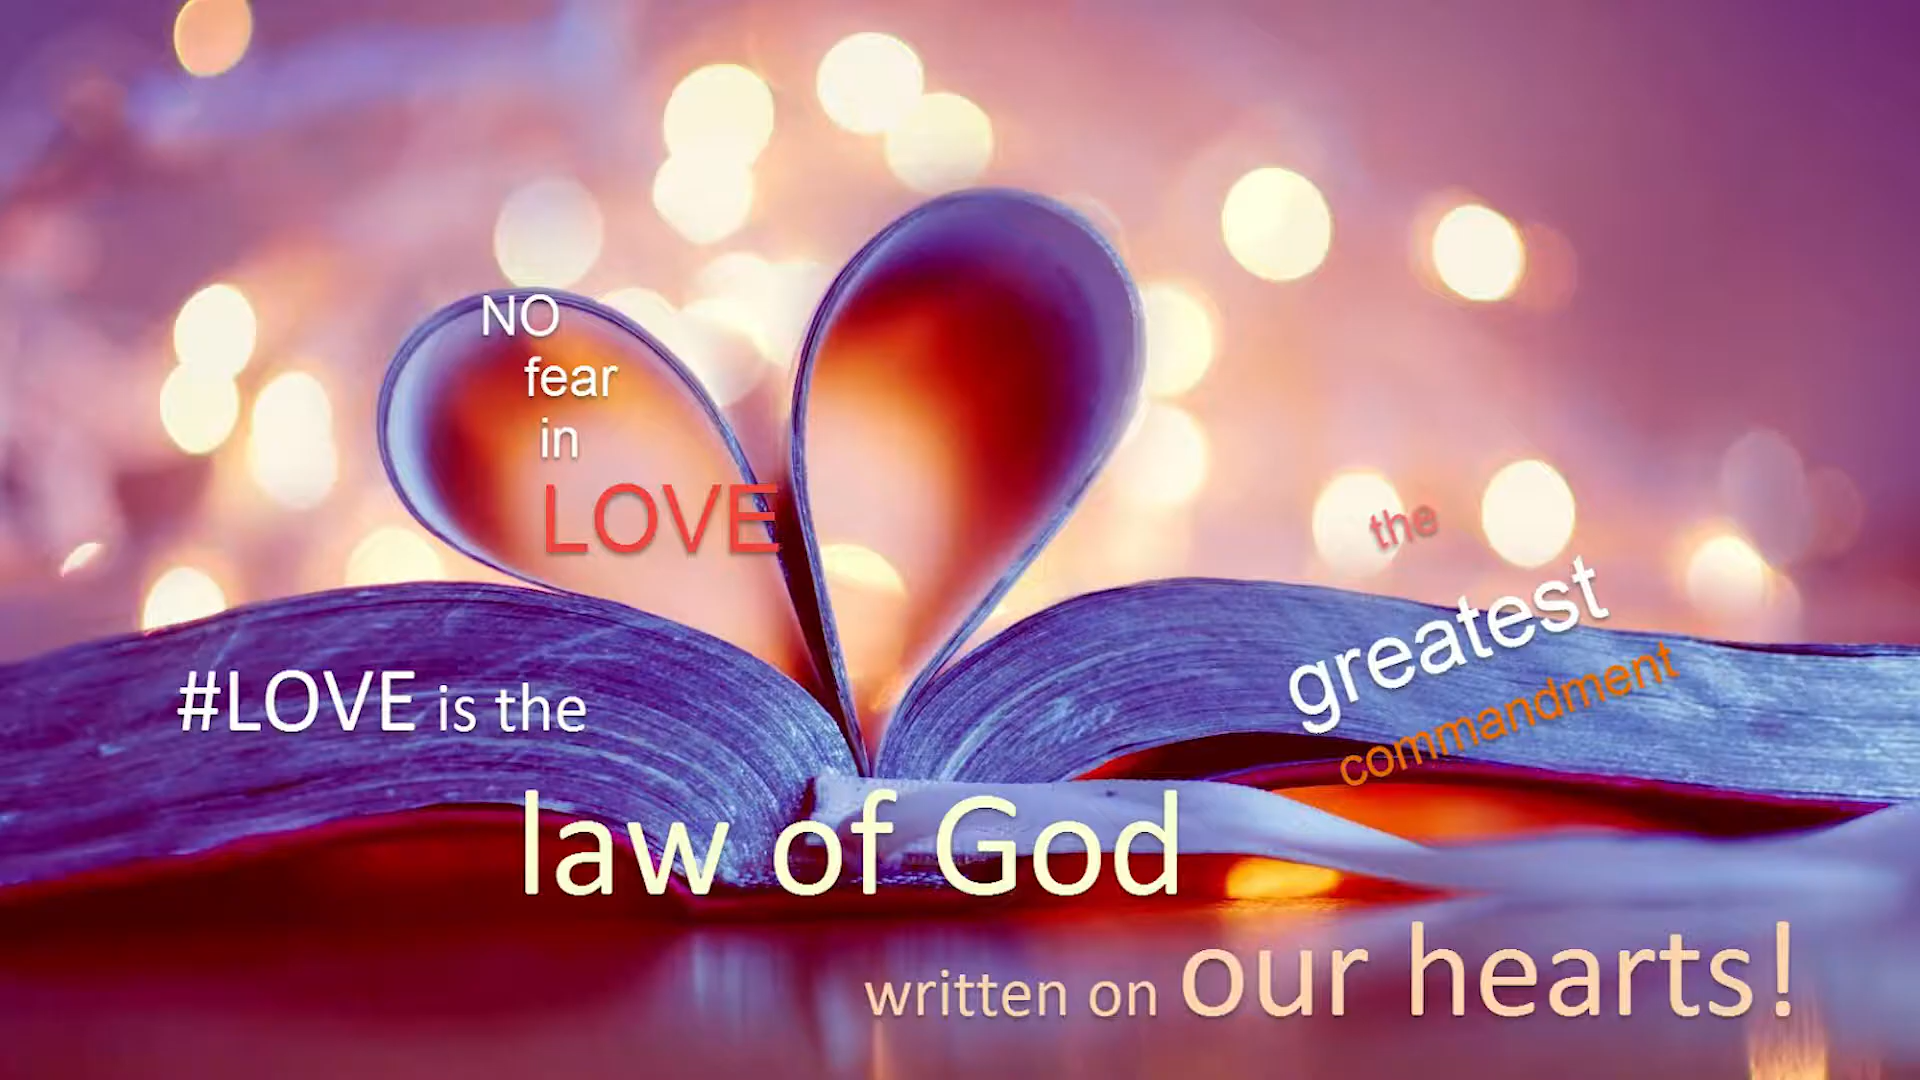 NO
fear
in
LOVE
the
greatest
commandment
#LOVE is the
law of God
written on our hearts!